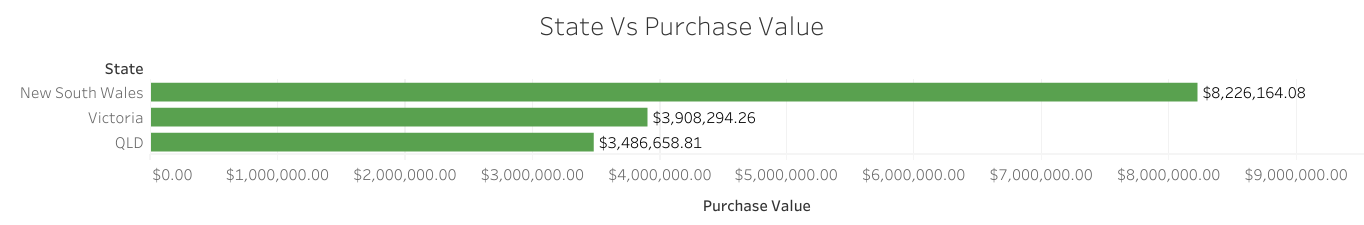 State Vs Purchase Value
State
New South Wales $8,226,164.08
Victoria $3,908,294.26
QLD $3,486,658.81
$0.00 $1,000,000.00 $2,000,000.00 $3,000,000.00 $4,000,000.00 $5,000,000.00 $6,000,000.00 $7,000,000.00 $8,000,000.00 $9,000,000.00
Purchase Value